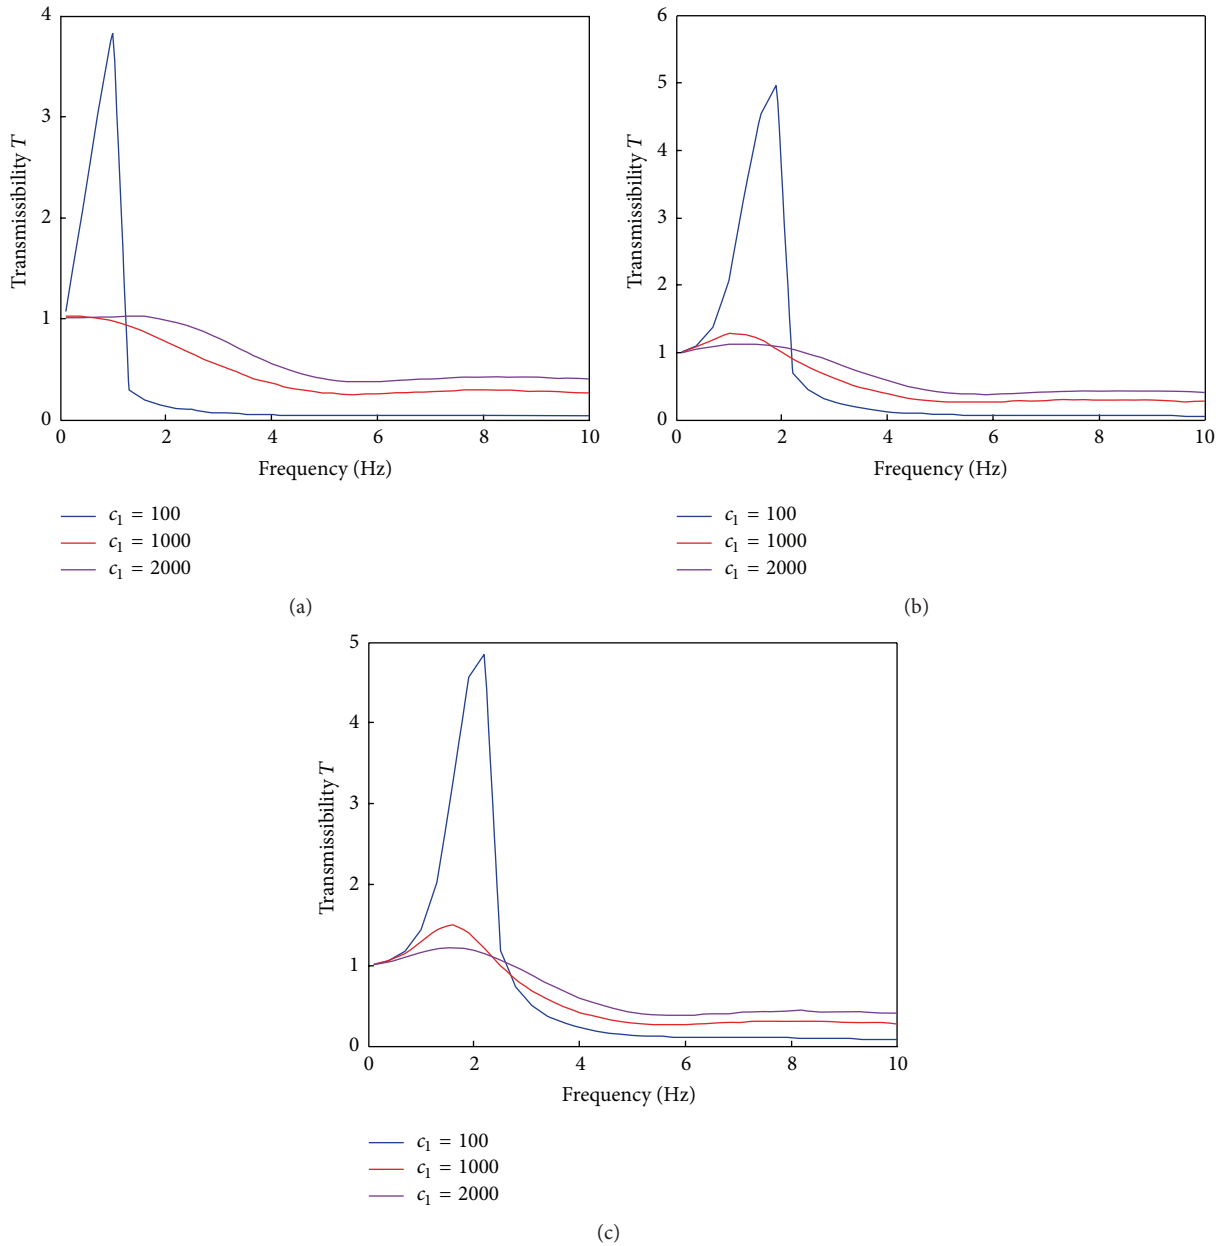 4
3
2
1
0
Transmissibility T
0 2 4 6 8 10
Frequency (Hz)
c1 = 100
c1 = 1000
c1 = 2000
(a)
6
5
4
3
2
1
0
Transmissibility T
0 2 4 6 8 10
Frequency (Hz)
c1 = 100
c1 = 1000
c1 = 2000
(b)
5
4
3
2
1
0
Transmissibility T
0 2 4 6 8 10
Frequency (Hz)
c1 = 100
c1 = 1000
c1 = 2000
(c)